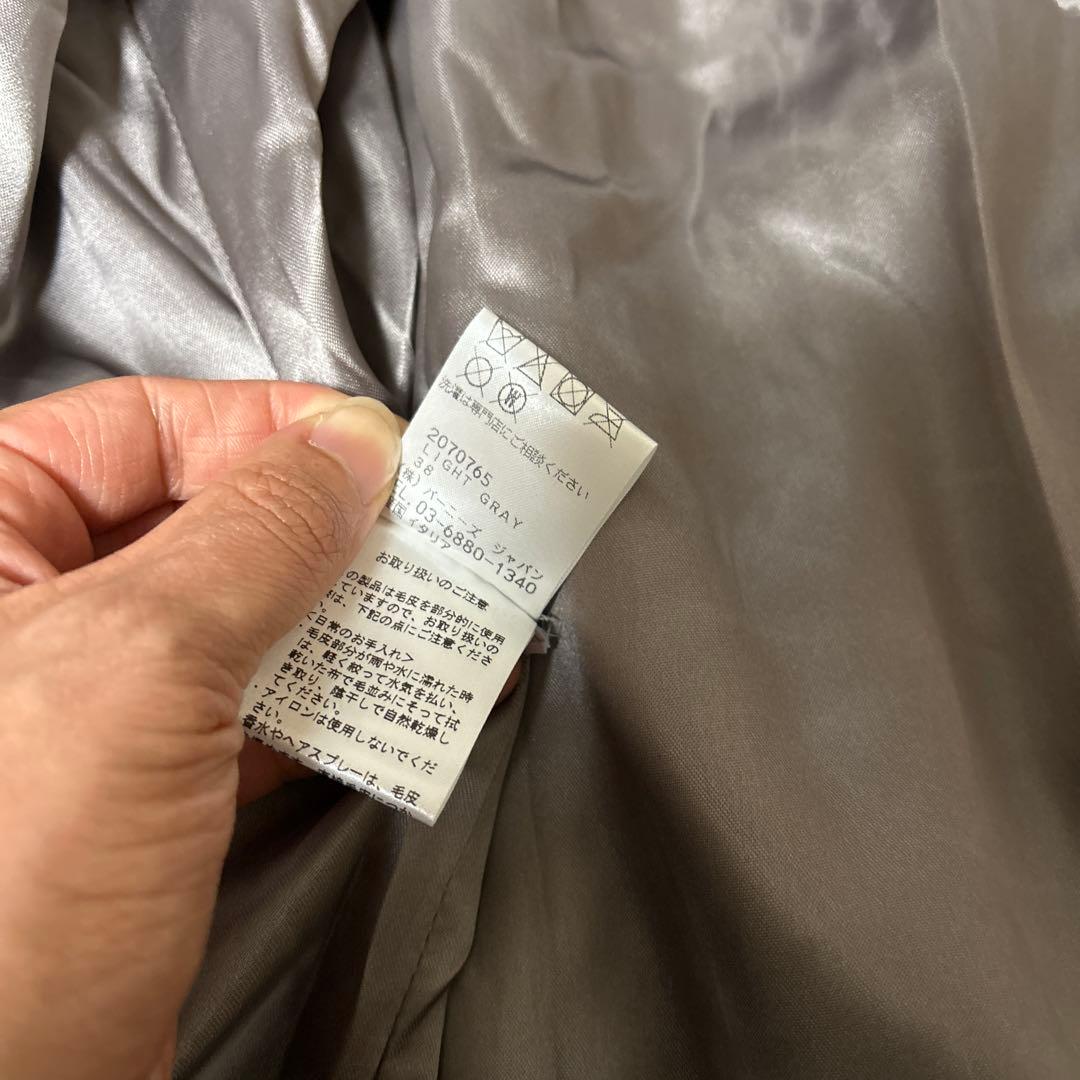 洗濯は専門店にご相談ください
2070765
LIGHT GRAY
38
(株) バーニーズ ジャパン
L. 03-6880-1340
国イタリア
お取り扱いのご注意
の製品は毛皮を部分的に使用
ていますので、お取り扱いの
は、下記の点にご注意くださ
い。
日常のお手入れ>
・毛皮部分が雨や水に濡れた時
は、軽く絞って水気を払い、
乾いた布で毛並みにそって拭
き取り、陰干しで自然乾燥し
てください。
・アイロンは使用しないでくだ
さい。
香水やヘアスプレーは、毛皮